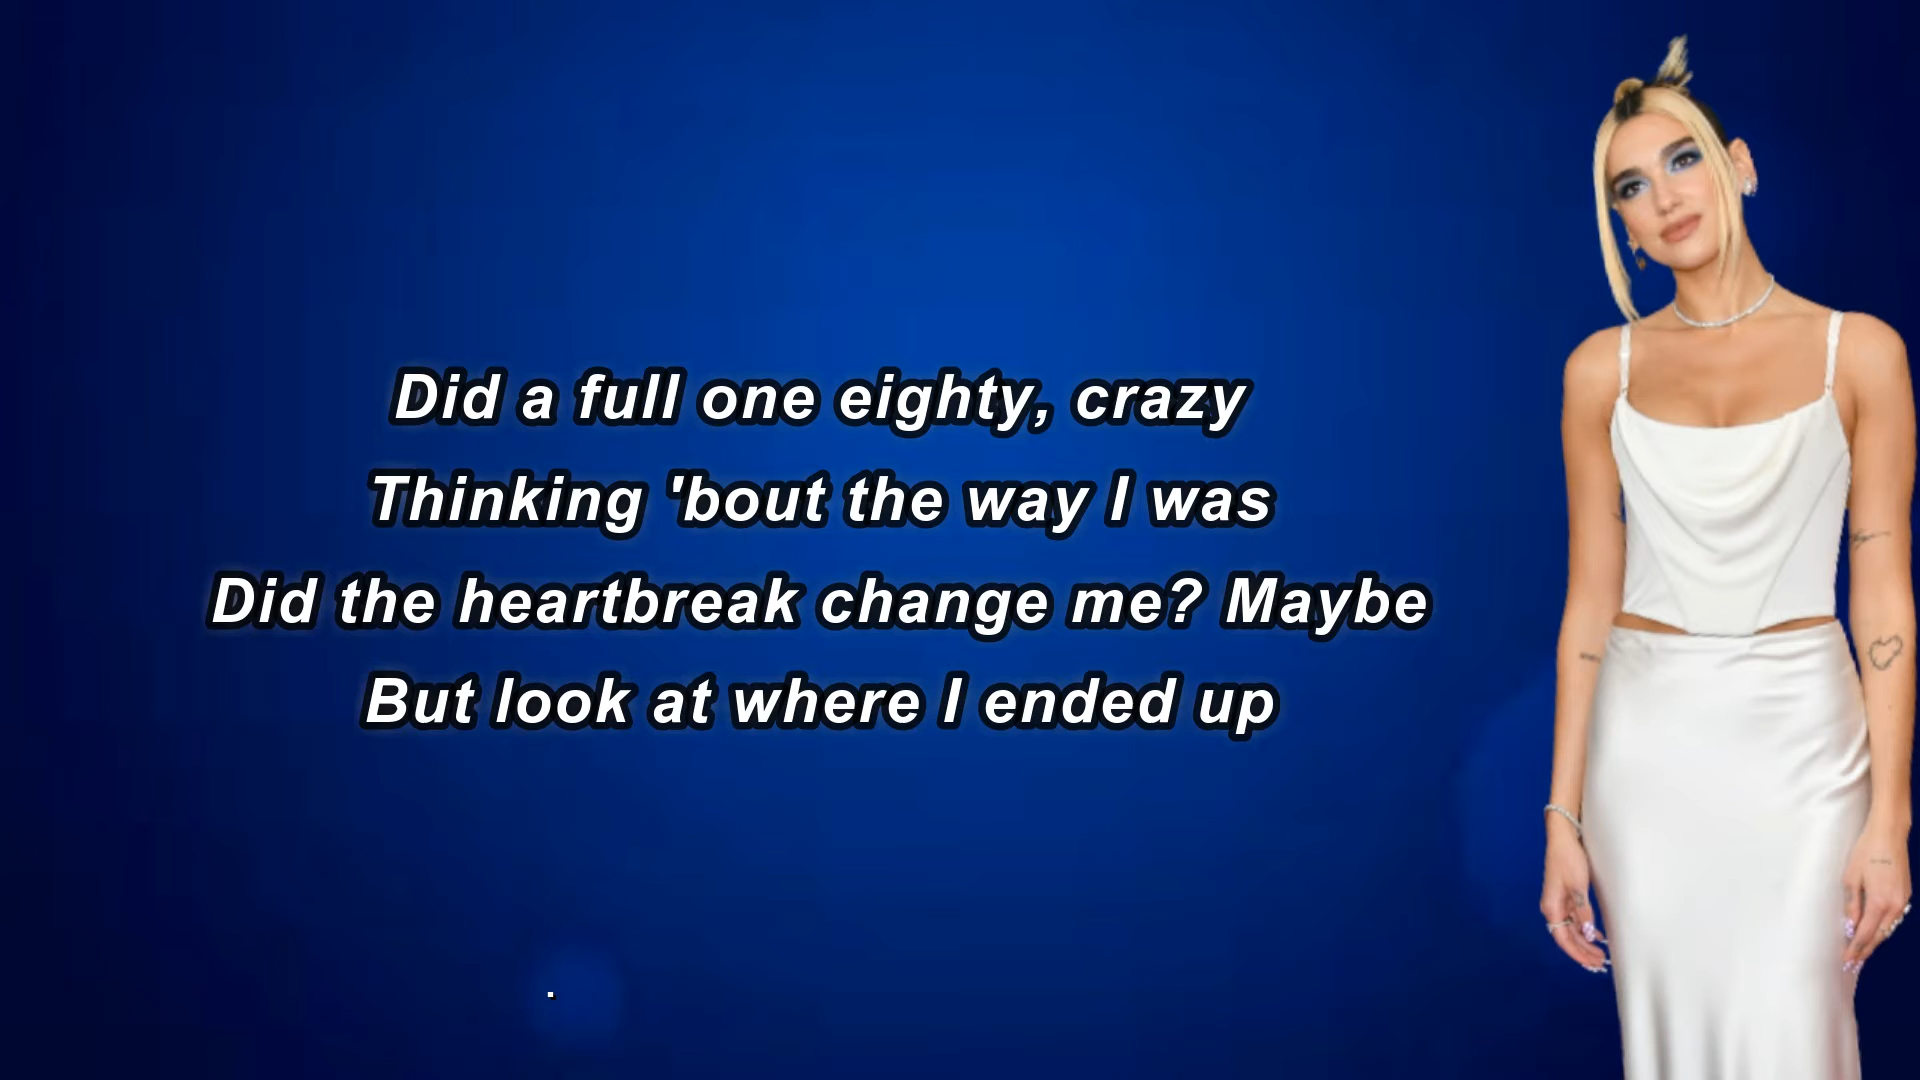 Did a full one eighty, crazy
Thinking 'bout the way I was
Did the heartbreak change me? Maybe
But look at where I ended up
.